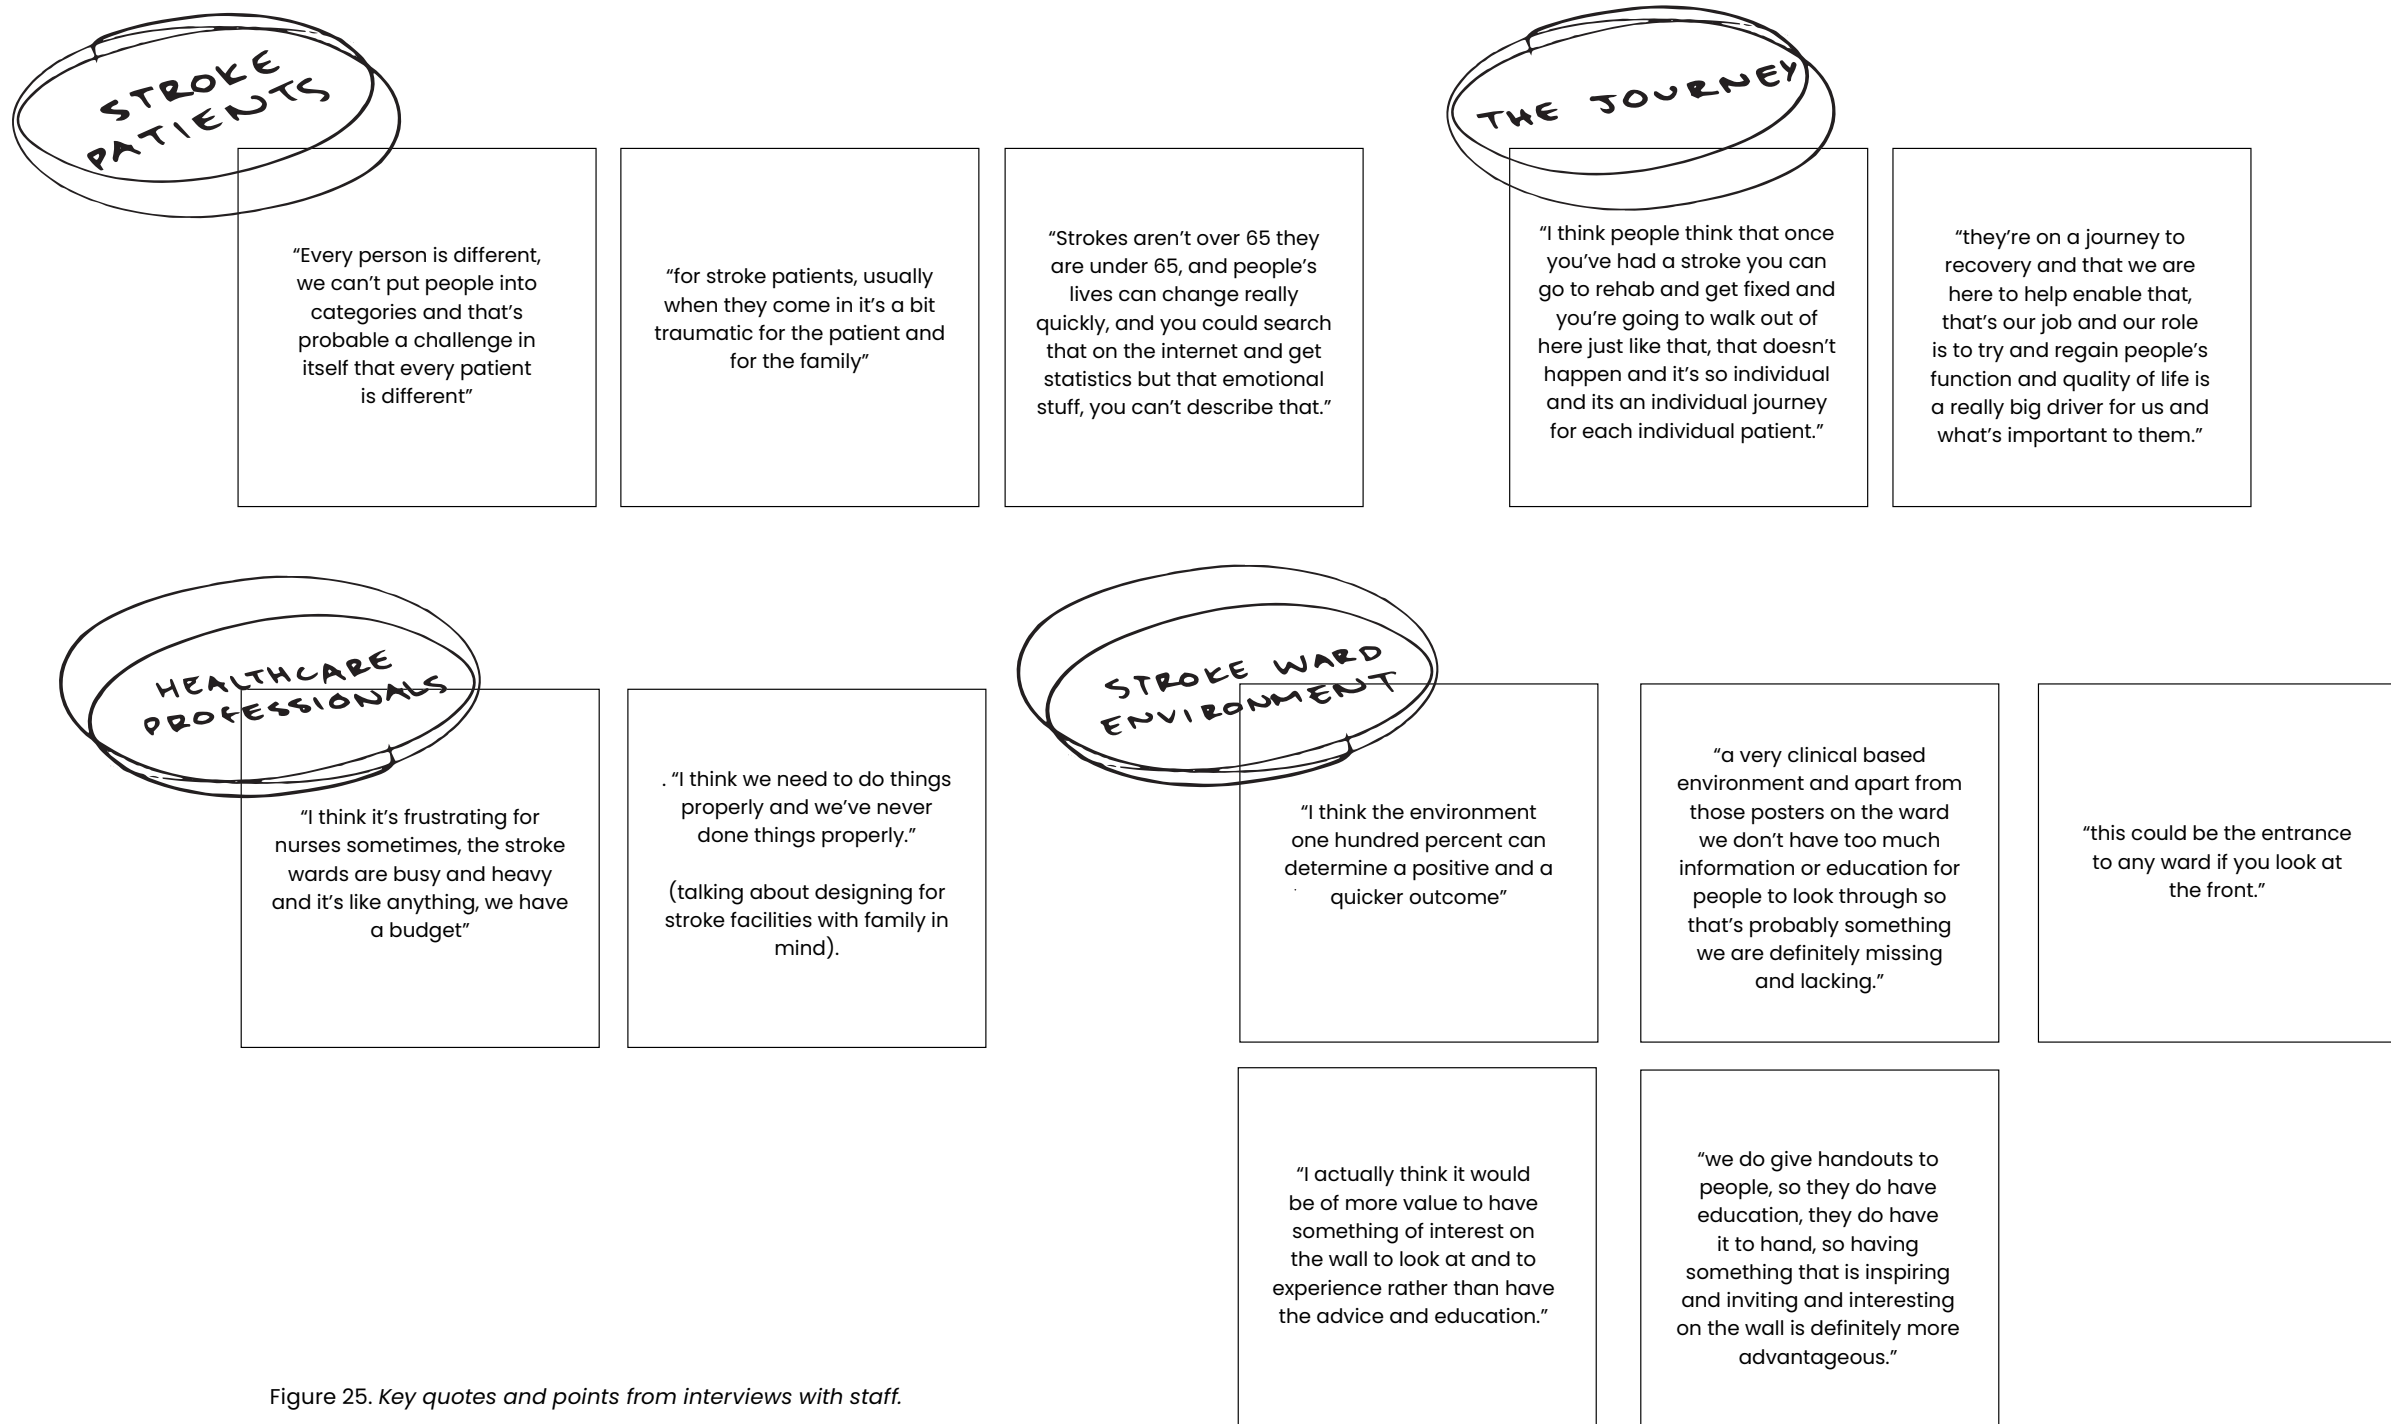 STROKE
PATIENTS
“Every person is different,
we can’t put people into
categories and that’s
probable a challenge in
itself that every patient
is different”
“for stroke patients, usually
when they come in it’s a bit
traumatic for the patient and
for the family”
“Strokes aren’t over 65 they
are under 65, and people’s
lives can change really
quickly, and you could search
that on the internet and get
statistics but that emotional
stuff, you can’t describe that.”
THE JOURNEY
“I think people think that once
you’ve had a stroke you can
go to rehab and get fixed and
you’re going to walk out of
here just like that, that doesn’t
happen and it’s so individual
and its an individual journey
for each individual patient.”
“they’re on a journey to
recovery and that we are
here to help enable that,
that’s our job and our role
is to try and regain people’s
function and quality of life is
a really big driver for us and
what’s important to them.”
HEALTHCARE
PROFESSIONALS
“I think it’s frustrating for
nurses sometimes, the stroke
wards are busy and heavy
and it’s like anything, we have
a budget”
. “I think we need to do things
properly and we’ve never
done things properly.”
(talking about designing for
stroke facilities with family in
mind).
STROKE WARD
ENVIRONMENT
“I think the environment
one hundred percent can
determine a positive and a
quicker outcome”
“a very clinical based
environment and apart from
those posters on the ward
we don’t have too much
information or education for
people to look through so
that’s probably something
we are definitely missing
and lacking.”
“this could be the entrance
to any ward if you look at
the front.”
“I actually think it would
be of more value to have
something of interest on
the wall to look at and to
experience rather than have
the advice and education.”
“we do give handouts to
people, so they do have
education, they do have
it to hand, so having
something that is inspiring
and inviting and interesting
on the wall is definitely more
advantageous.”
Figure 25. Key quotes and points from interviews with staff.